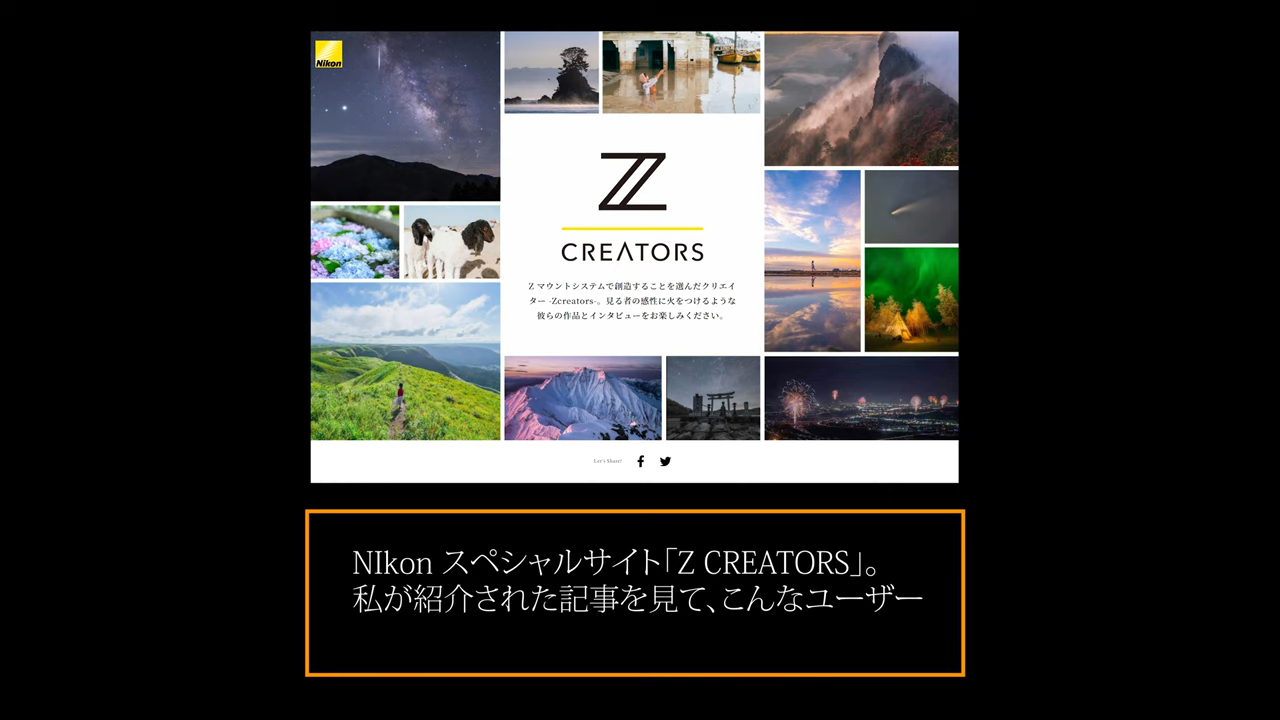 Nikon
Z
CREATORS
Z マウントシステムで創造することを選んだクリエイ
ター -Zcreators-。見る者の感性に火をつけるような
彼らの作品とインタビューをお楽しみください。
Let's Share!
NIkon スペシャルサイト「Z CREATORS」。
私が紹介された記事を見て、こんなユーザー